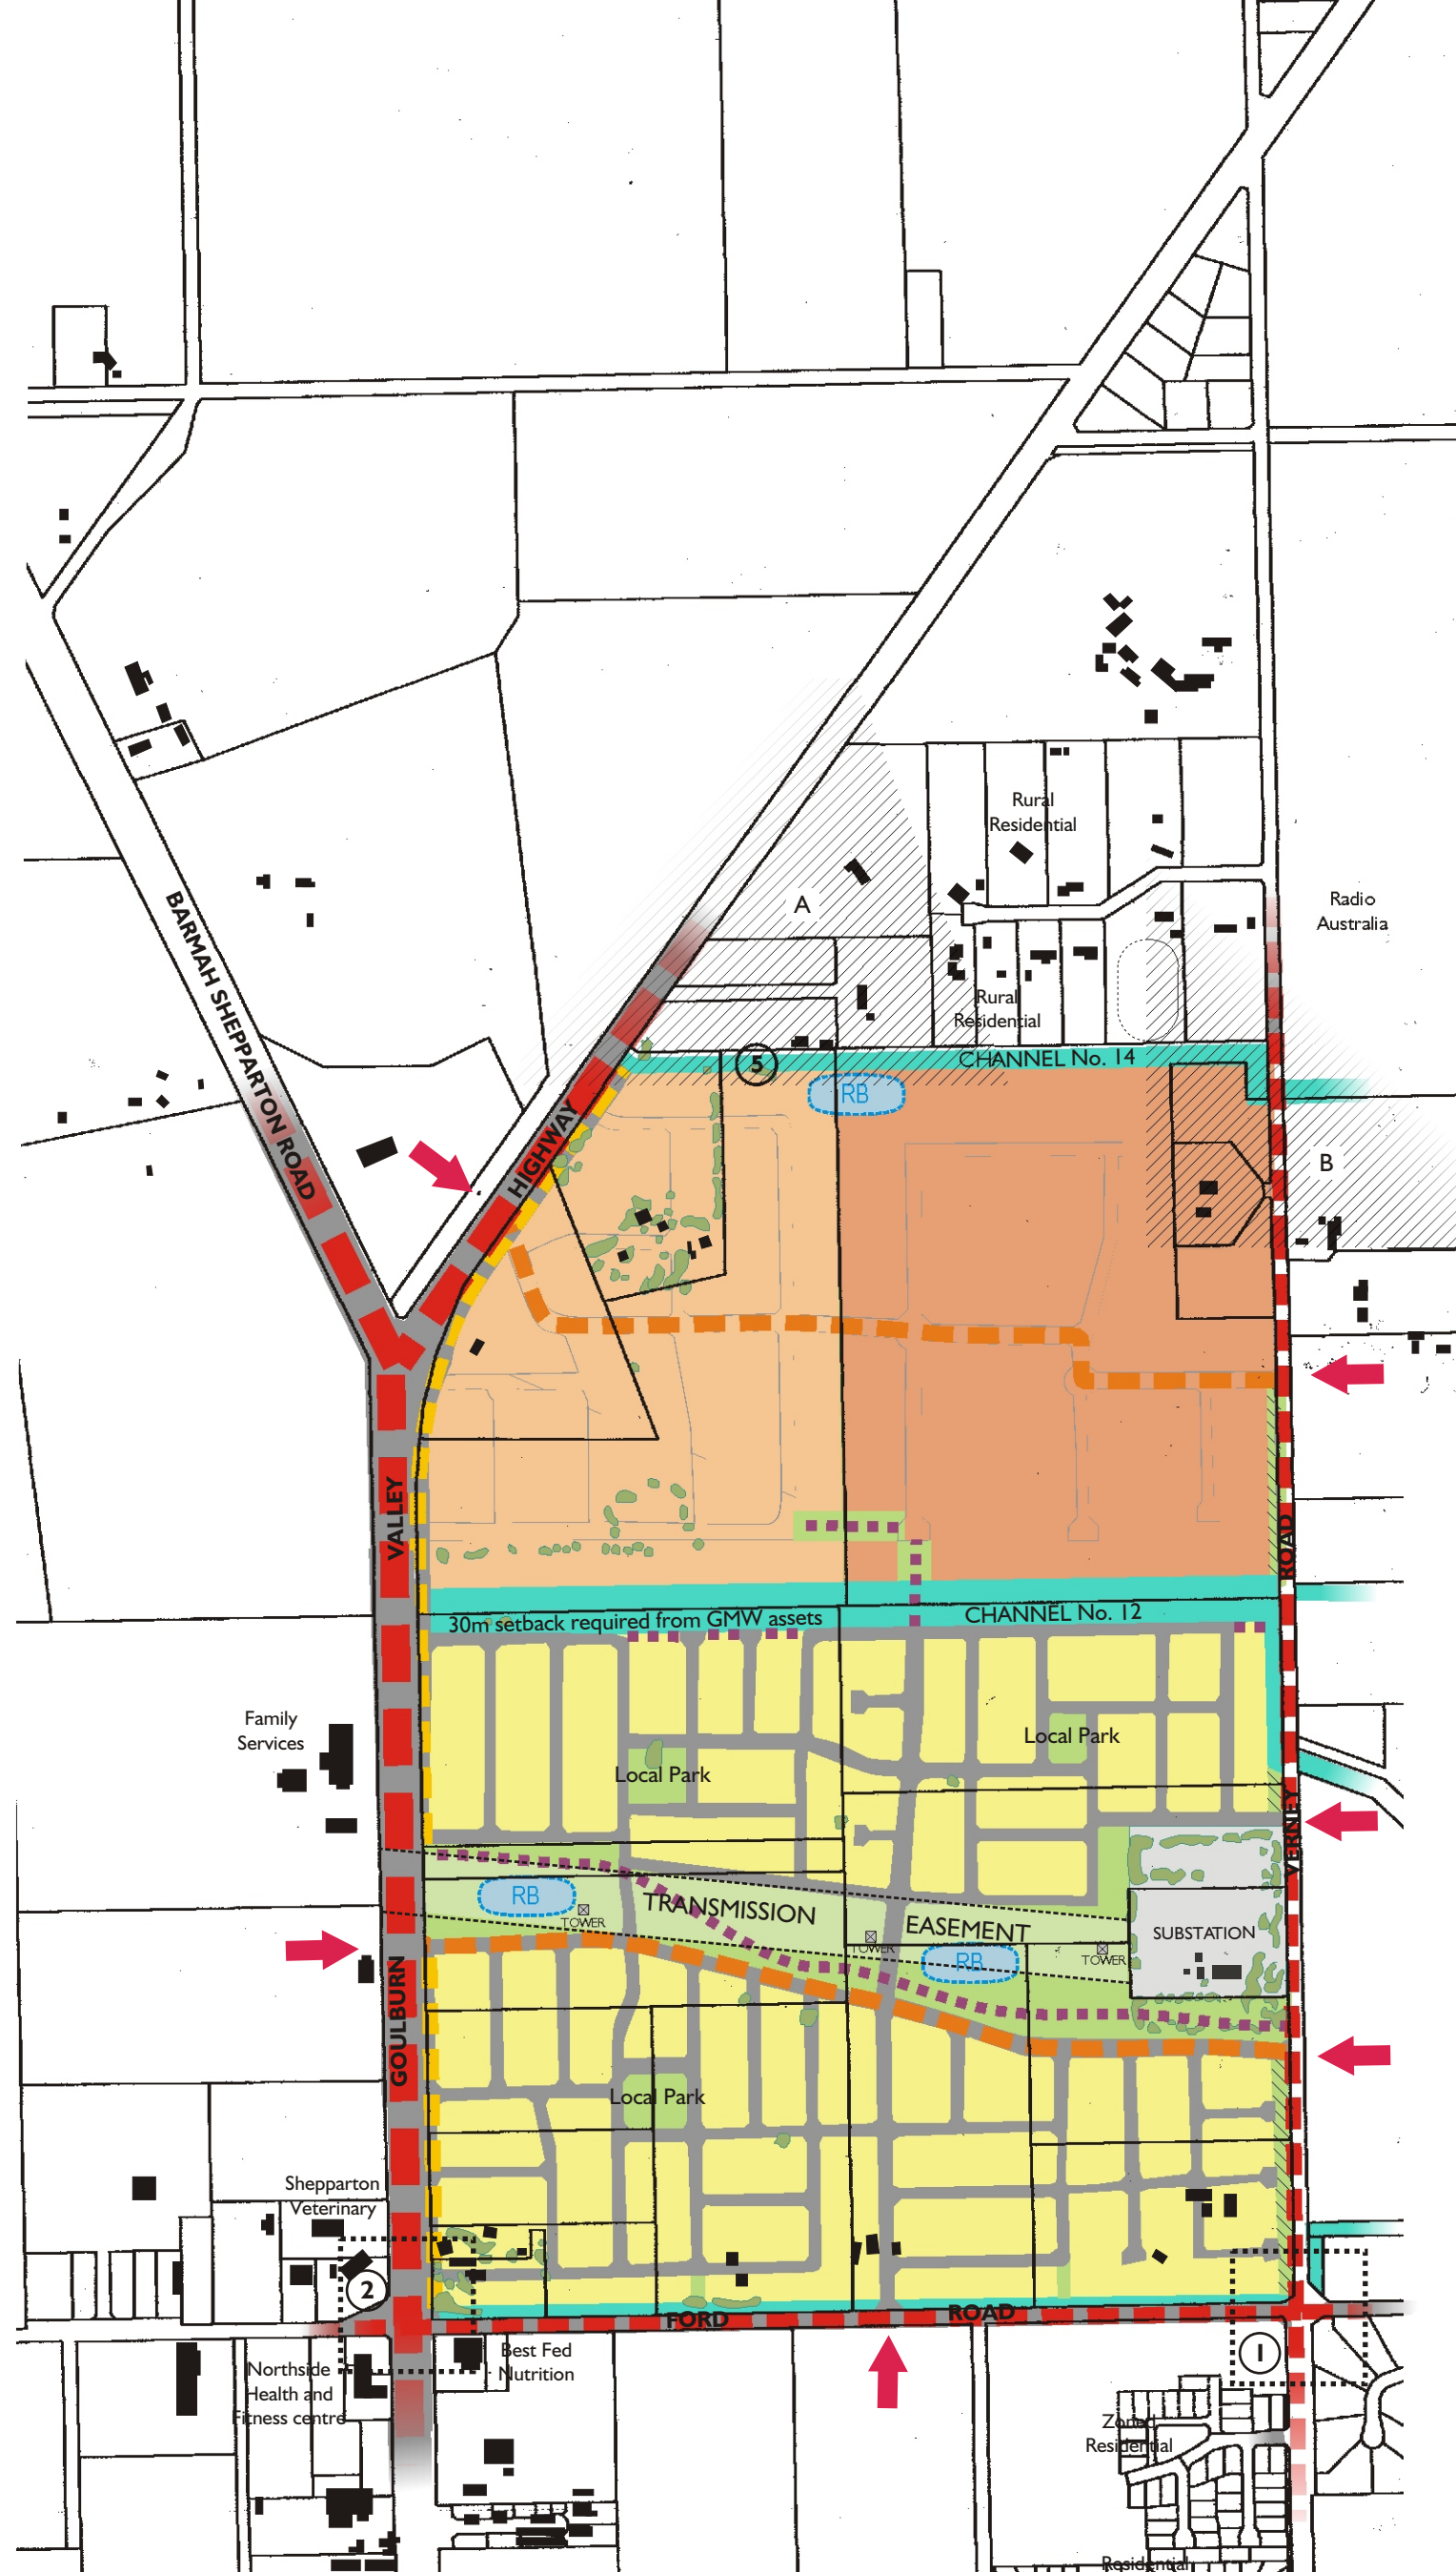 Rural
Residential
Radio
Australia
A
BARMAH SHEPPARTON ROAD
Rural
Residential
5
CHANNEL No. 14
RB
HIGHWAY
B
VALLEY
ROAD
30m setback required from GMW assets
CHANNEL No. 12
Family
Services
Local Park
Local Park
VERNEY
RB
TOWER
TRANSMISSION
EASEMENT
TOWER
RB
TOWER
SUBSTATION
GOULBURN
Local Park
Shepparton
Veterinary
2
FORD
ROAD
1
Best Fed
Nutrition
Northside
Health and
Fitness centre
Zoned
Residential
Residential